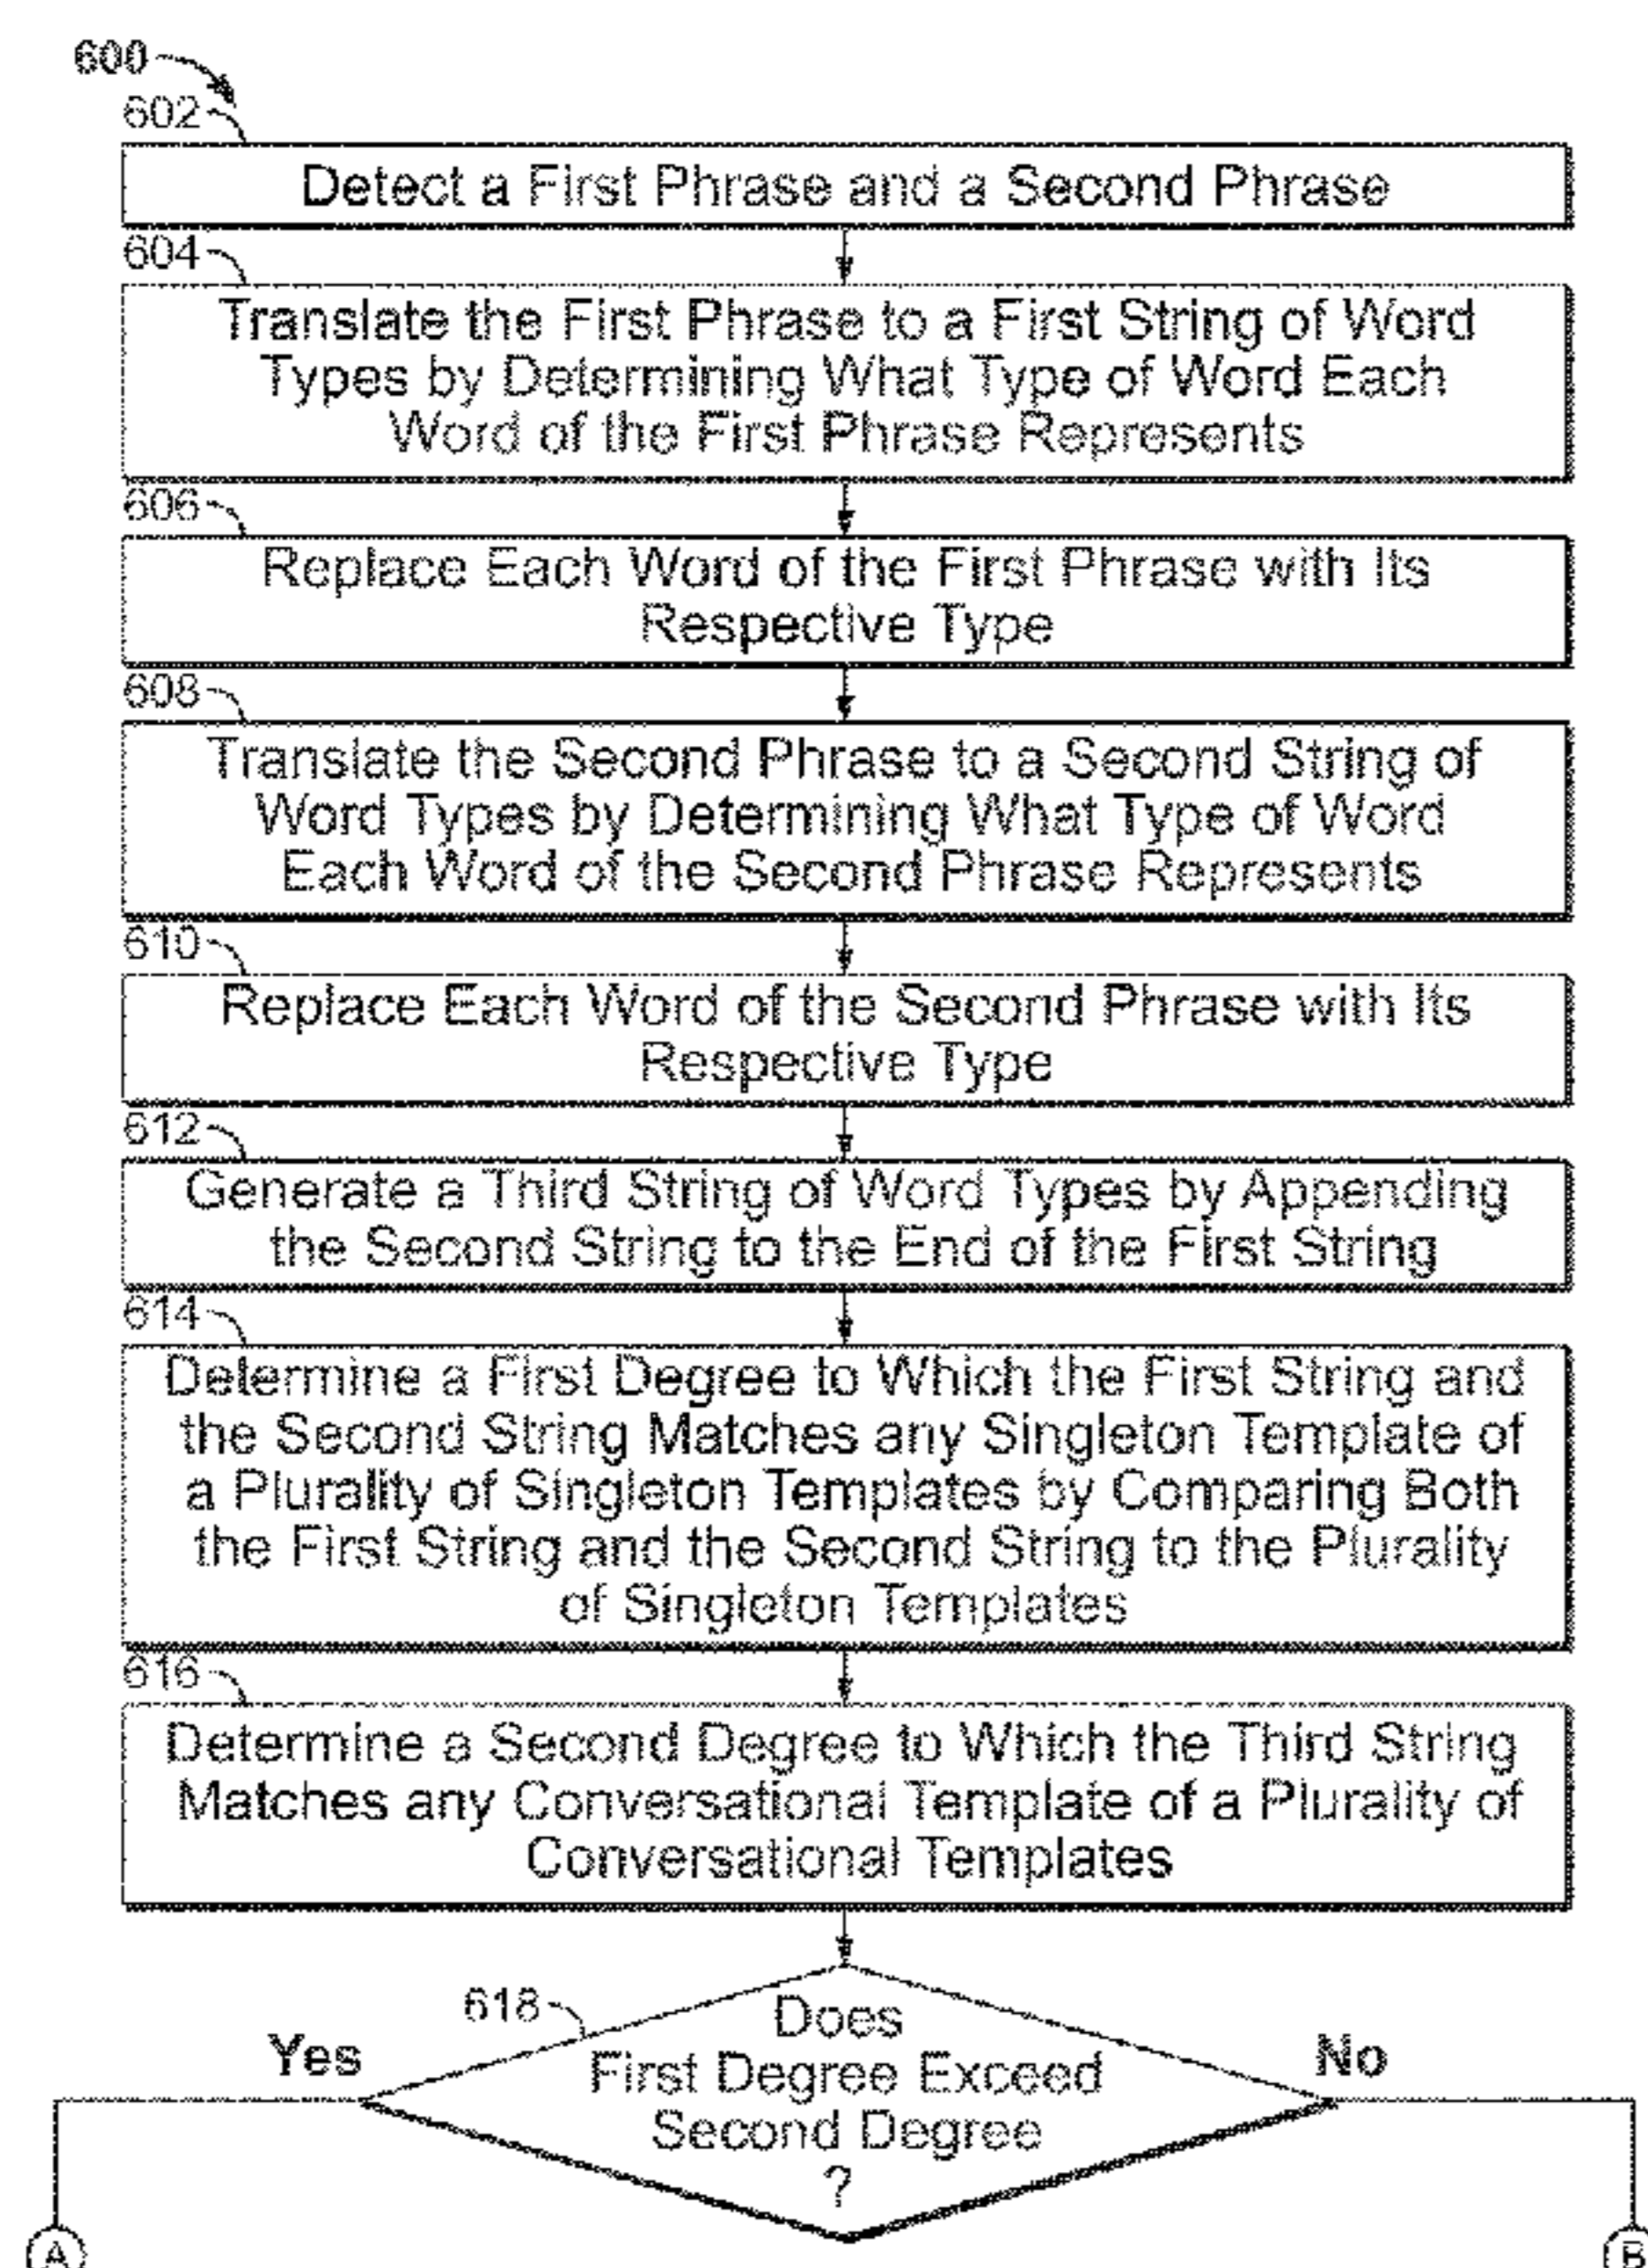 600
602
Detect a First Phrase and a Second Phrase
604
Translate the First Phrase to a First String of Word
Types by Determining What Type of Word Each
Word of the First Phrase Represents
606
Replace Each Word of the First Phrase with Its
Respective Type
608
Translate the Second Phrase to a Second String of
Word Types by Determining What Type of Word
Each Word of the Second Phrase Represents
610
Replace Each Word of the Second Phrase with Its
Respective Type
612
Generate a Third String of Word Types by Appending
the Second String to the End of the First String
614
Determine a First Degree to Which the First String and
the Second String Matches any Singleton Template of
a Plurality of Singleton Templates by Comparing Both
the First String and the Second String to the Plurality
of Singleton Templates
616
Determine a Second Degree to Which the Third String
Matches any Conversational Template of a Plurality of
Conversational Templates
618
Does
First Degree Exceed
Second Degree
?
Yes
No
A
B